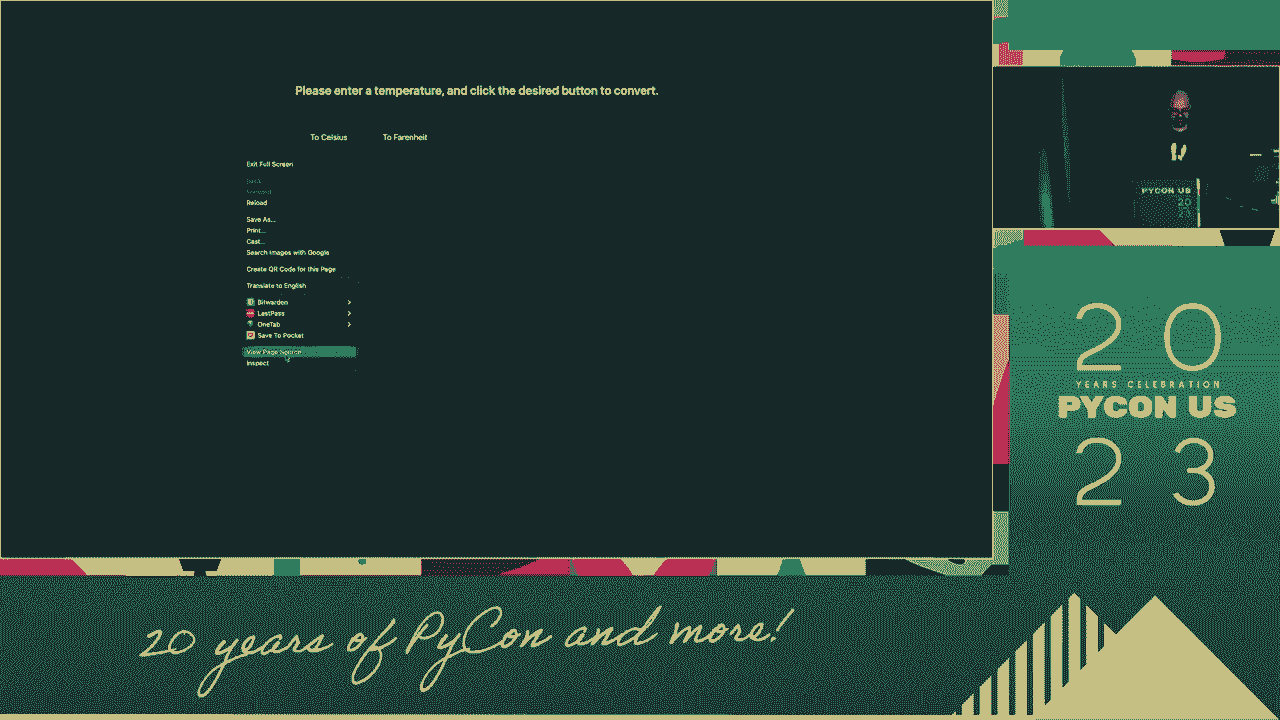 Please enter a temperature, and click the desired button to convert.
To Celsius To Farenheit
Exit Full Screen
Back
Forward
Reload
Save As...
Print...
Cast...
Search Images with Google
Create QR Code for this Page
Translate to English
Bitwarden
LastPass
OneTab
Save To Pocket
View Page Source
Inspect
PYCON US
20
23
20
YEARS CELEBRATION
PYCON US
23
20 years of PyCon and more!